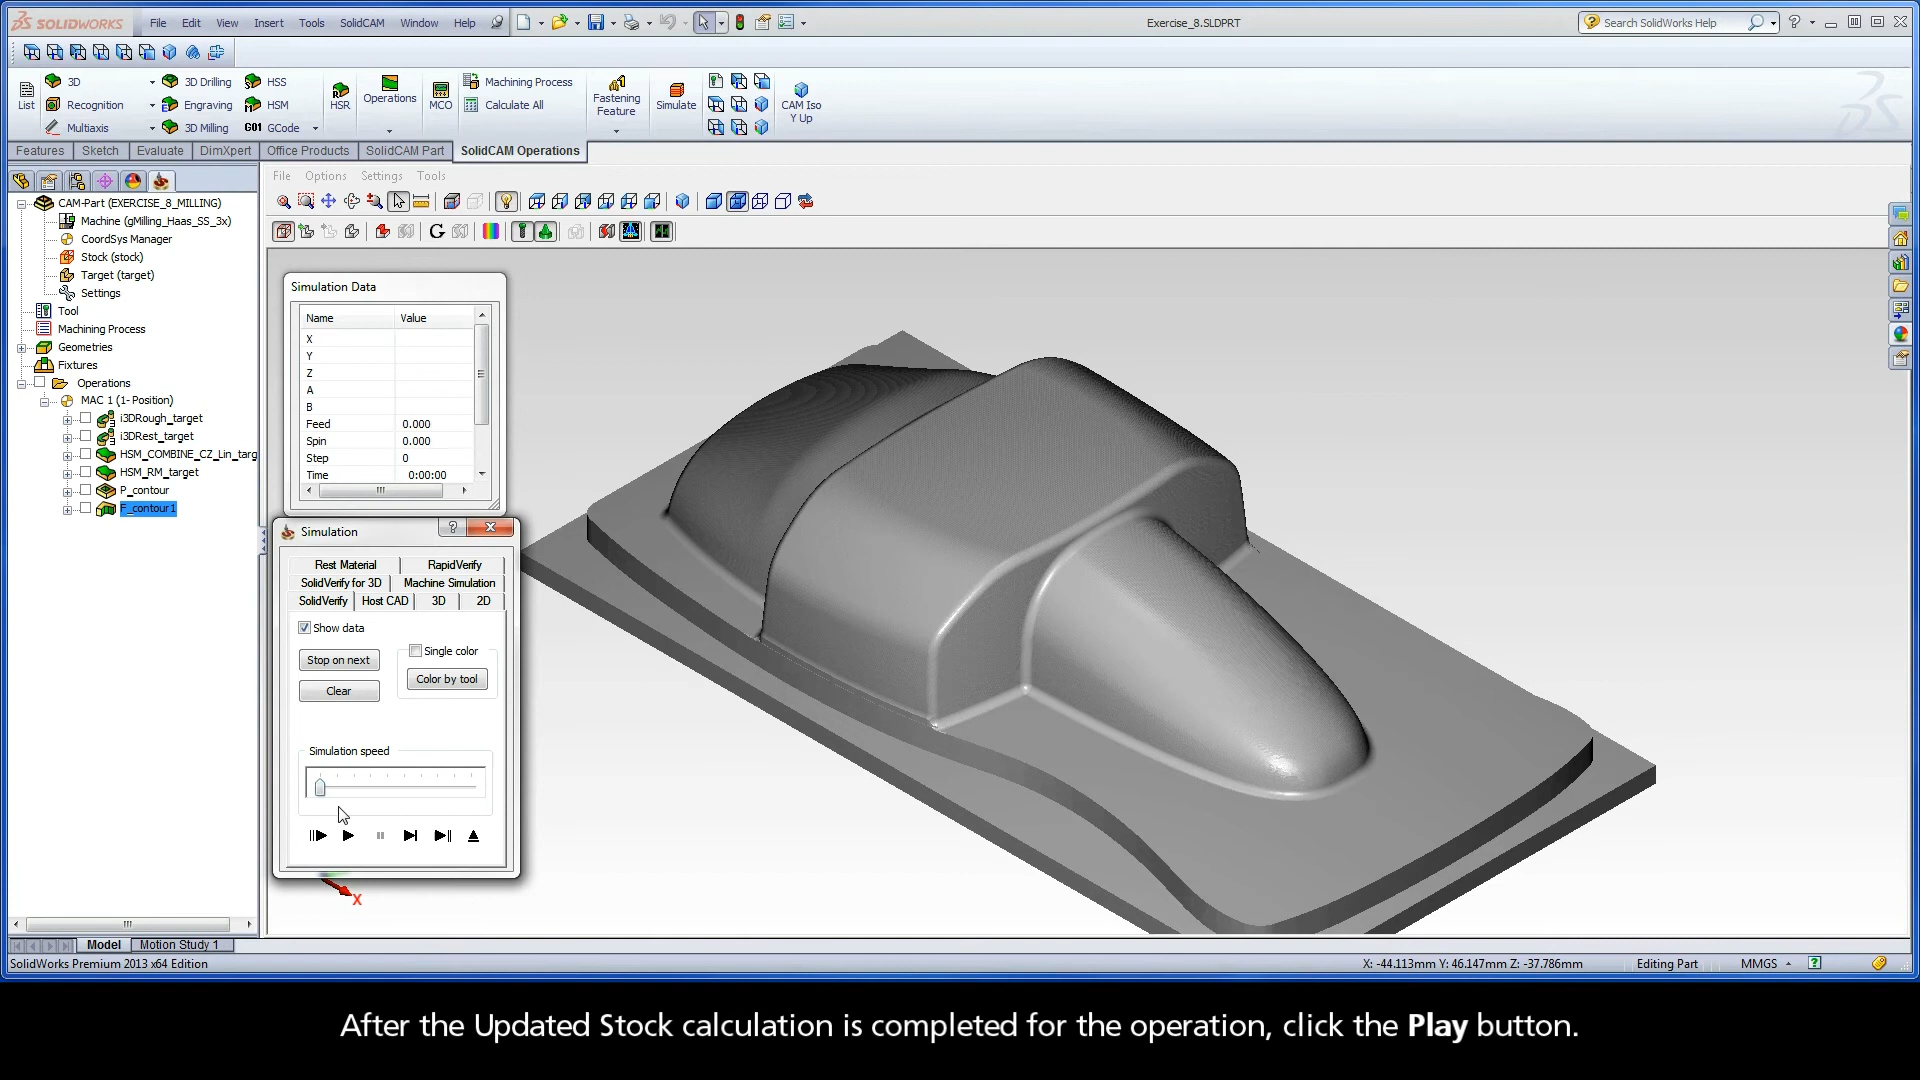 SOLIDWORKS File Edit View Insert Tools SolidCAM Window Help Exercise_8.SLDPRT Search SolidWorks Help
List 3D 3D Drilling HSS HSR Operations MCO Machining Process Fastening Feature Simulate CAM Iso Y Up
Recognition Engraving HSM Calculate All
Multiaxis 3D Milling G01 GCode
Features Sketch Evaluate DimXpert Office Products SolidCAM Part SolidCAM Operations
File Options Settings Tools
CAM-Part (EXERCISE_8_MILLING)
Machine (gMilling_Haas_SS_3x)
CoordSys Manager
Stock (stock)
Target (target)
Settings
Tool
Machining Process
Geometries
Fixtures
Operations
MAC 1 (1- Position)
i3DRough_target
i3DRest_target
HSM_COMBINE_CZ_Lin_targ
HSM_RM_target
P_contour
F_contour1
Simulation Data
Name Value
X
Y
Z
A
B
Feed 0.000
Spin 0.000
Step 0
Time 0:00:00
Simulation
Rest Material RapidVerify
SolidVerify for 3D Machine Simulation
SolidVerify Host CAD 3D 2D
Show data
Stop on next Single color
Clear Color by tool
Simulation speed
X
Model Motion Study 1
SolidWorks Premium 2013 x64 Edition X: -44.113mm Y: 46.147mm Z: -37.786mm Editing Part MMGS
After the Updated Stock calculation is completed for the operation, click the Play button.